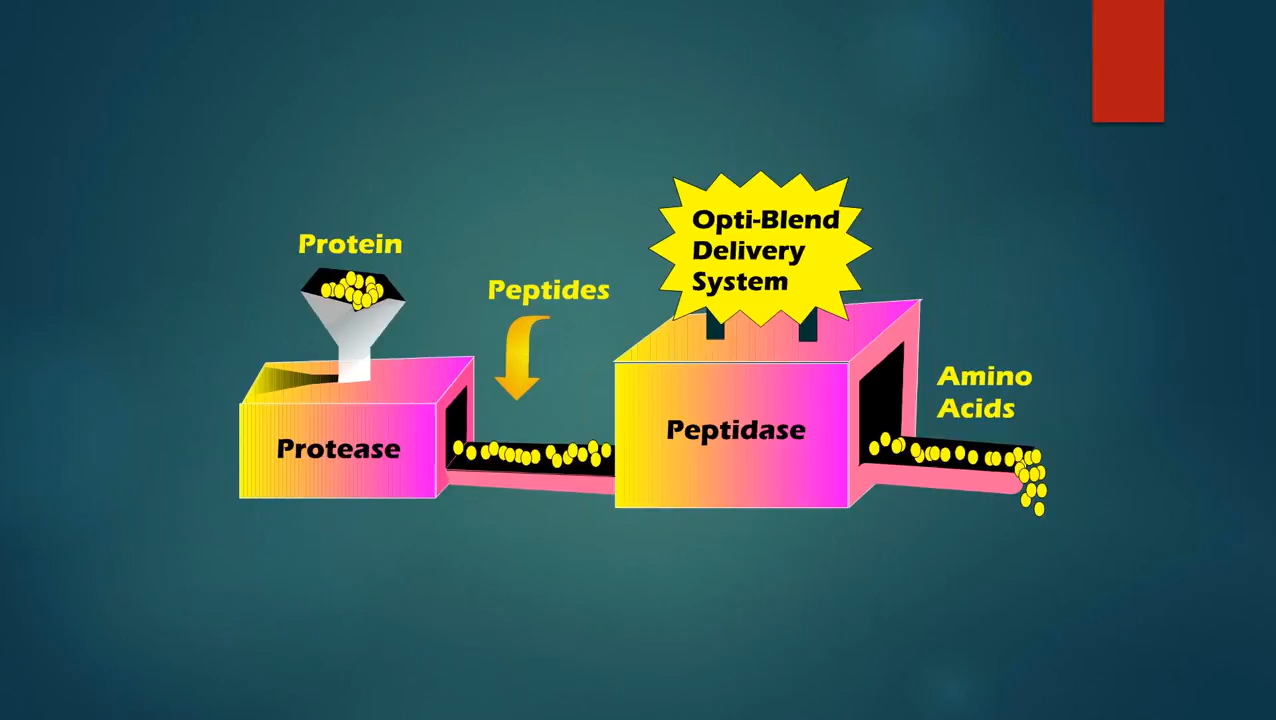 Protein
Peptides
Opti-Blend
Delivery
System
Amino
Acids
Protease
Peptidase